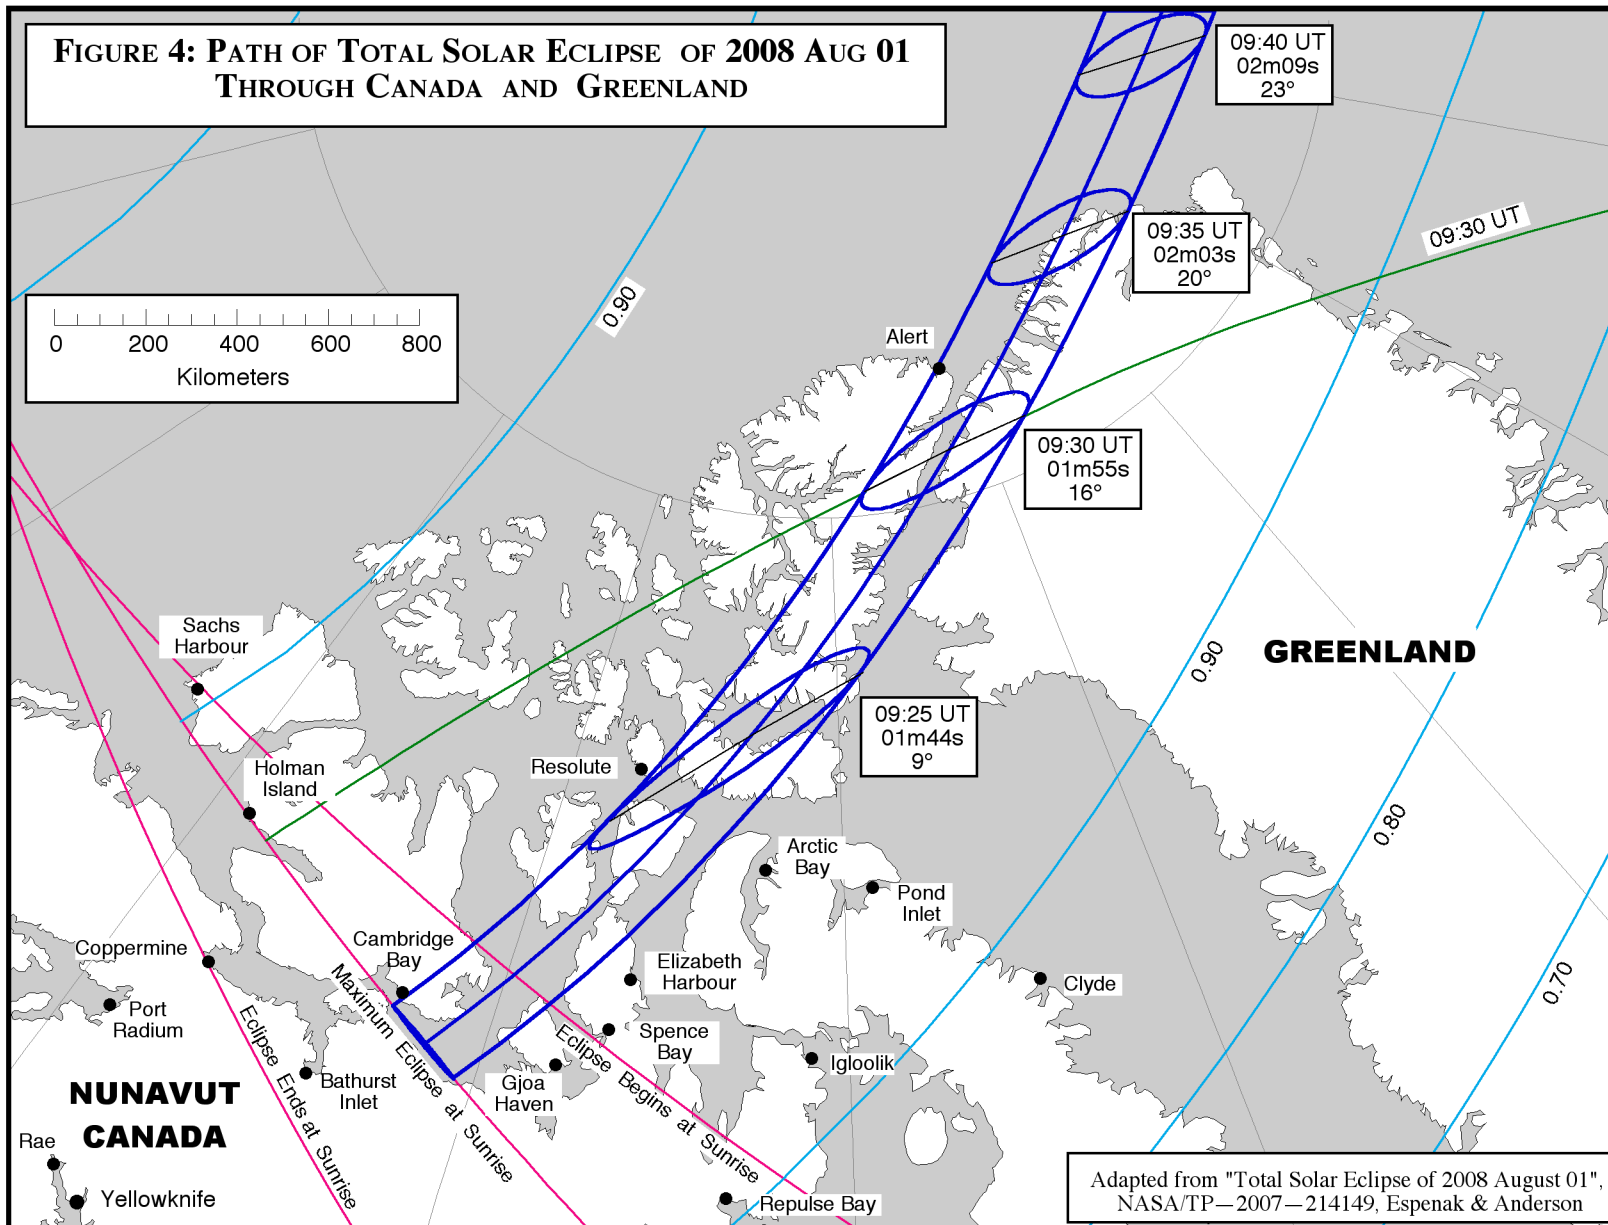 FIGURE 4: PATH OF TOTAL SOLAR ECLIPSE OF 2008 AUG 01
THROUGH CANADA AND GREENLAND
09:40 UT
02m09s
23°
09:35 UT
02m03s
20°
09:30 UT
0.90
0 200 400 600 800
Kilometers
Alert
09:30 UT
01m55s
16°
Sachs
Harbour
GREENLAND
0.90
09:25 UT
01m44s
9°
Resolute
Holman
Island
0.80
Arctic
Bay
Pond
Inlet
Cambridge
Bay
Coppermine
Elizabeth
Harbour
Clyde
0.70
Port
Radium
Maximum Eclipse at Sunrise
Eclipse Ends at Sunrise
Eclipse Begins at Sunrise
Spence
Bay
Igloolik
Bathurst
Inlet
Gjoa
Haven
NUNAVUT
CANADA
Rae
Yellowknife
Repulse Bay
Adapted from "Total Solar Eclipse of 2008 August 01",
NASA/TP—2007—214149, Espenak & Anderson